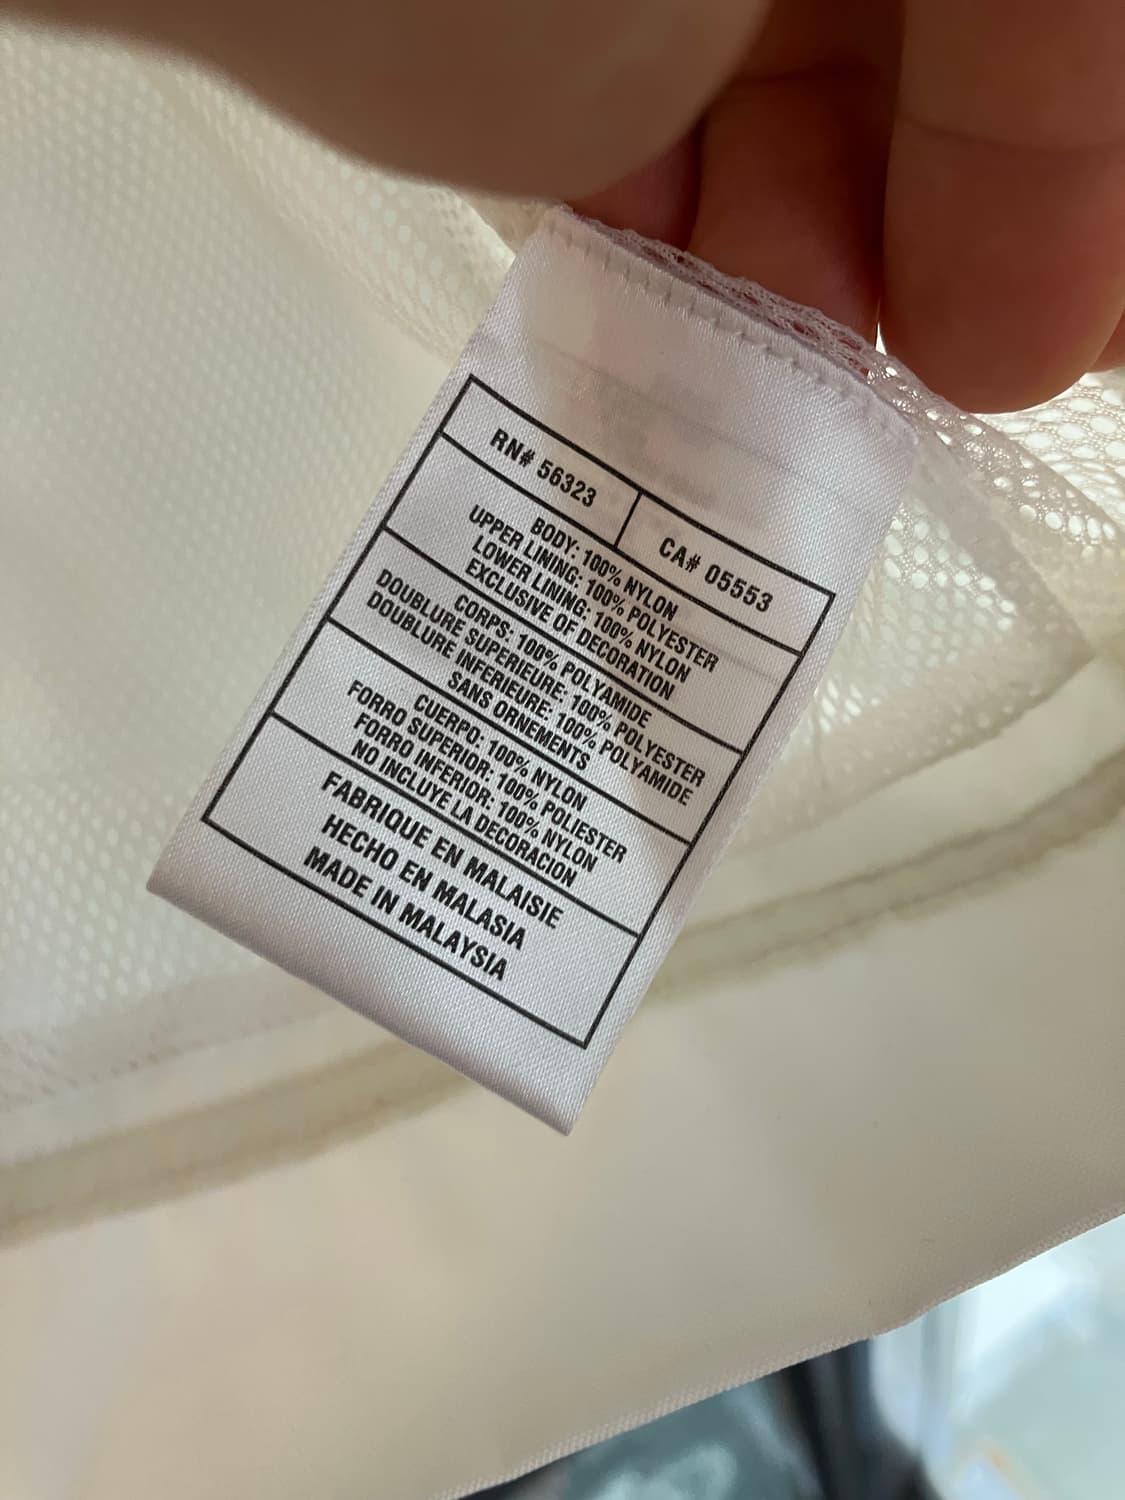 RN# 56323
CA# 05553
BODY: 100% NYLON
UPPER LINING: 100% POLYESTER
LOWER LINING: 100% NYLON
EXCLUSIVE OF DECORATION
CORPS: 100% POLYAMIDE
DOUBLURE SUPERIEURE: 100% POLYESTER
DOUBLURE INFERIEURE: 100% POLYAMIDE
SANS ORNEMENTS
CUERPO: 100% NYLON
FORRO SUPERIOR: 100% POLIESTER
FORRO INFERIOR: 100% NYLON
NO INCLUYE LA DECORACION
FABRIQUE EN MALAISIE
HECHO EN MALASIA
MADE IN MALAYSIA